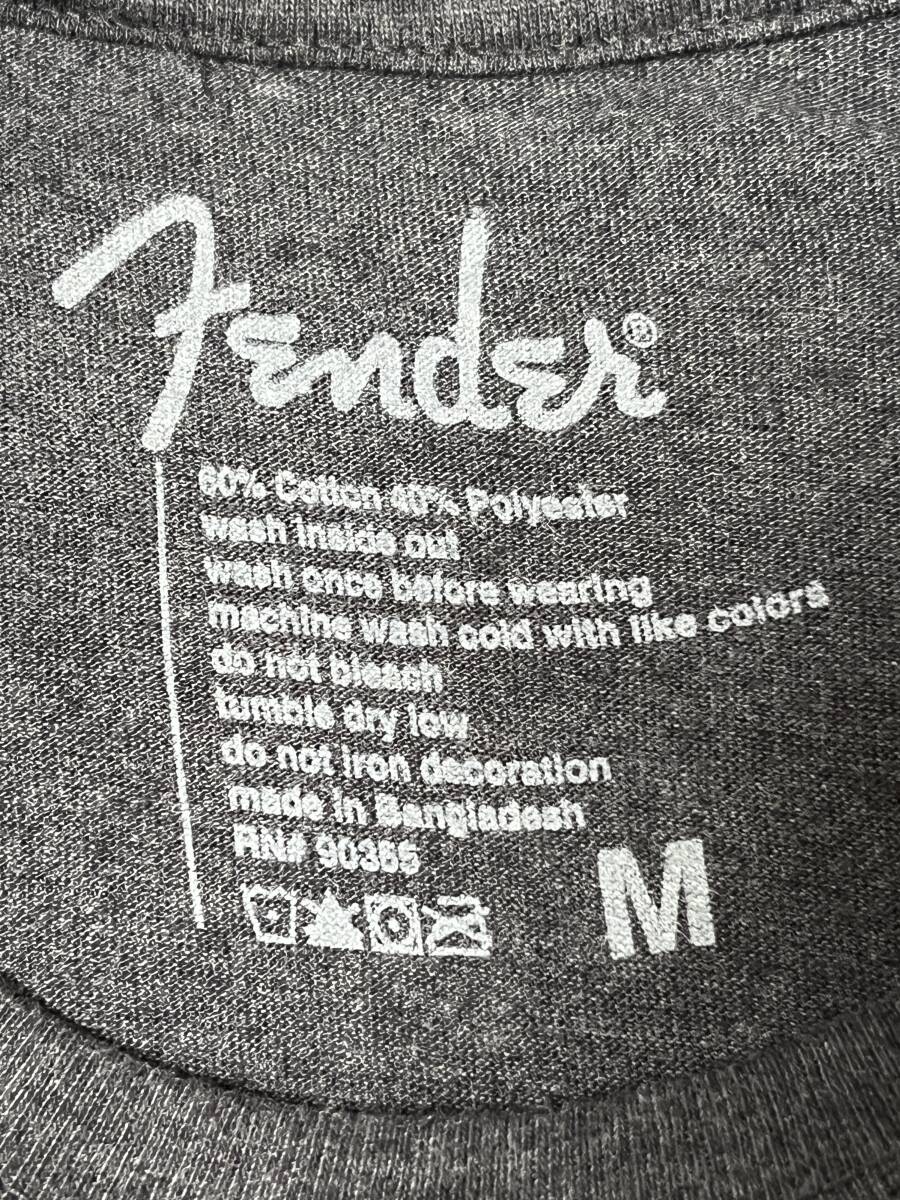 Fender®
60% Cotton 40% Polyester
wash inside out
wash once before wearing
machine wash cold with like colors
do not bleach
tumble dry low
do not iron decoration
made in Bangladesh
RN# 90365
M